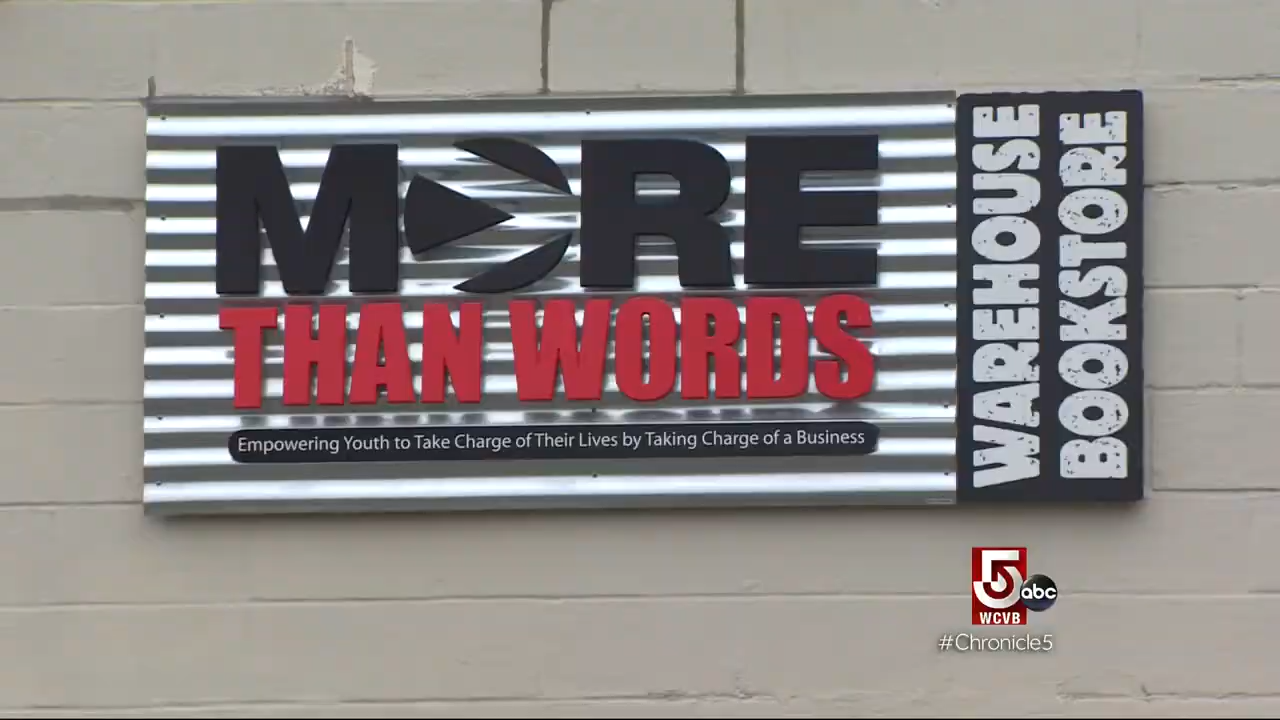 MORE
THAN WORDS
Empowering Youth to Take Charge of Their Lives by Taking Charge of a Business
WAREHOUSE
BOOKSTORE
5
abc
WCVB
#Chronicle5